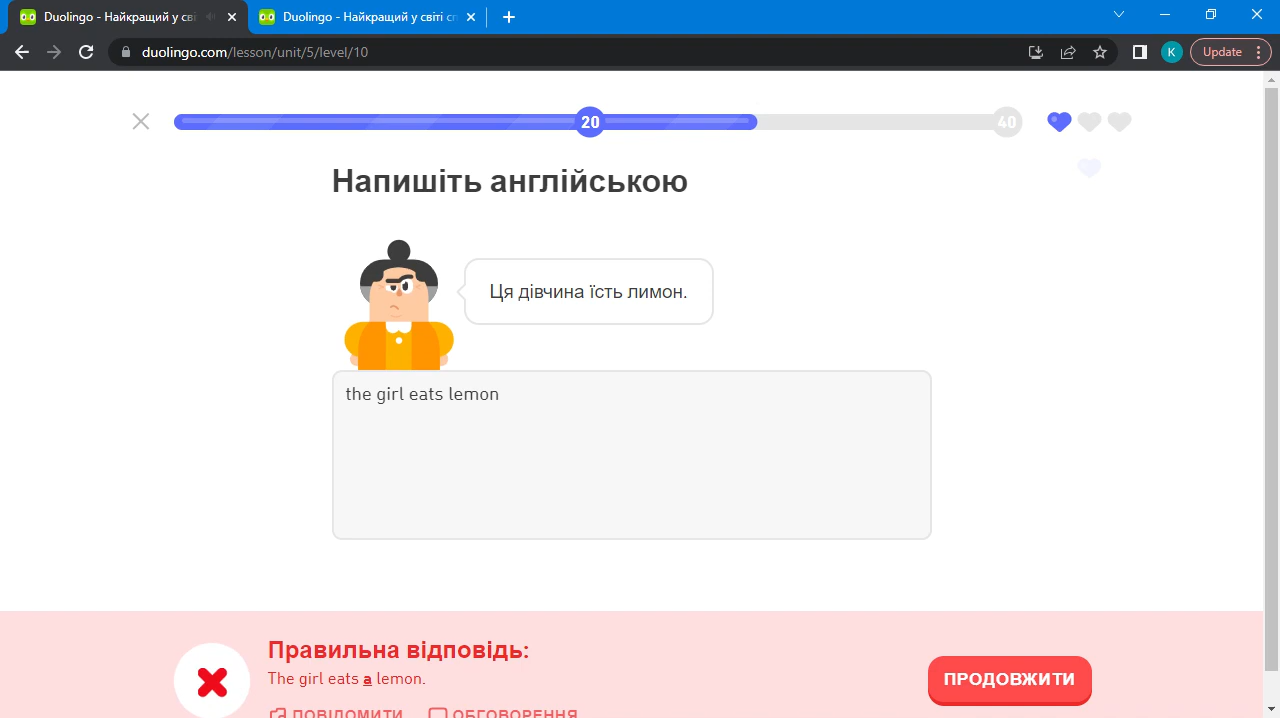 Duolingo - Найкращий у сві
Duolingo - Найкращий у світі сп
duolingo.com/lesson/unit/5/level/10
K
Update
20
40
Напишіть англійською
Ця дівчина їсть лимон.
the girl eats lemon
Правильна відповідь:
The girl eats a lemon.
ПРОДОВЖИТИ
ПОВІДОМИТИ
ОБГОВОРЕННЯ